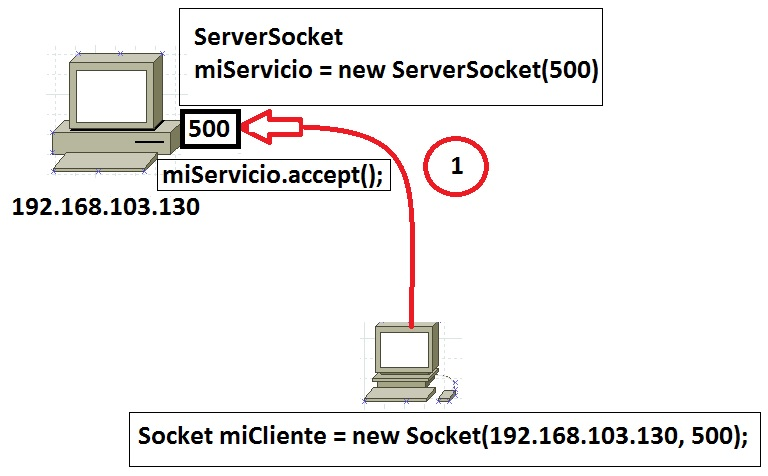 ServerSocket
miServicio = new ServerSocket(500)
500
miServicio.accept();
1
192.168.103.130
Socket miCliente = new Socket(192.168.103.130, 500);